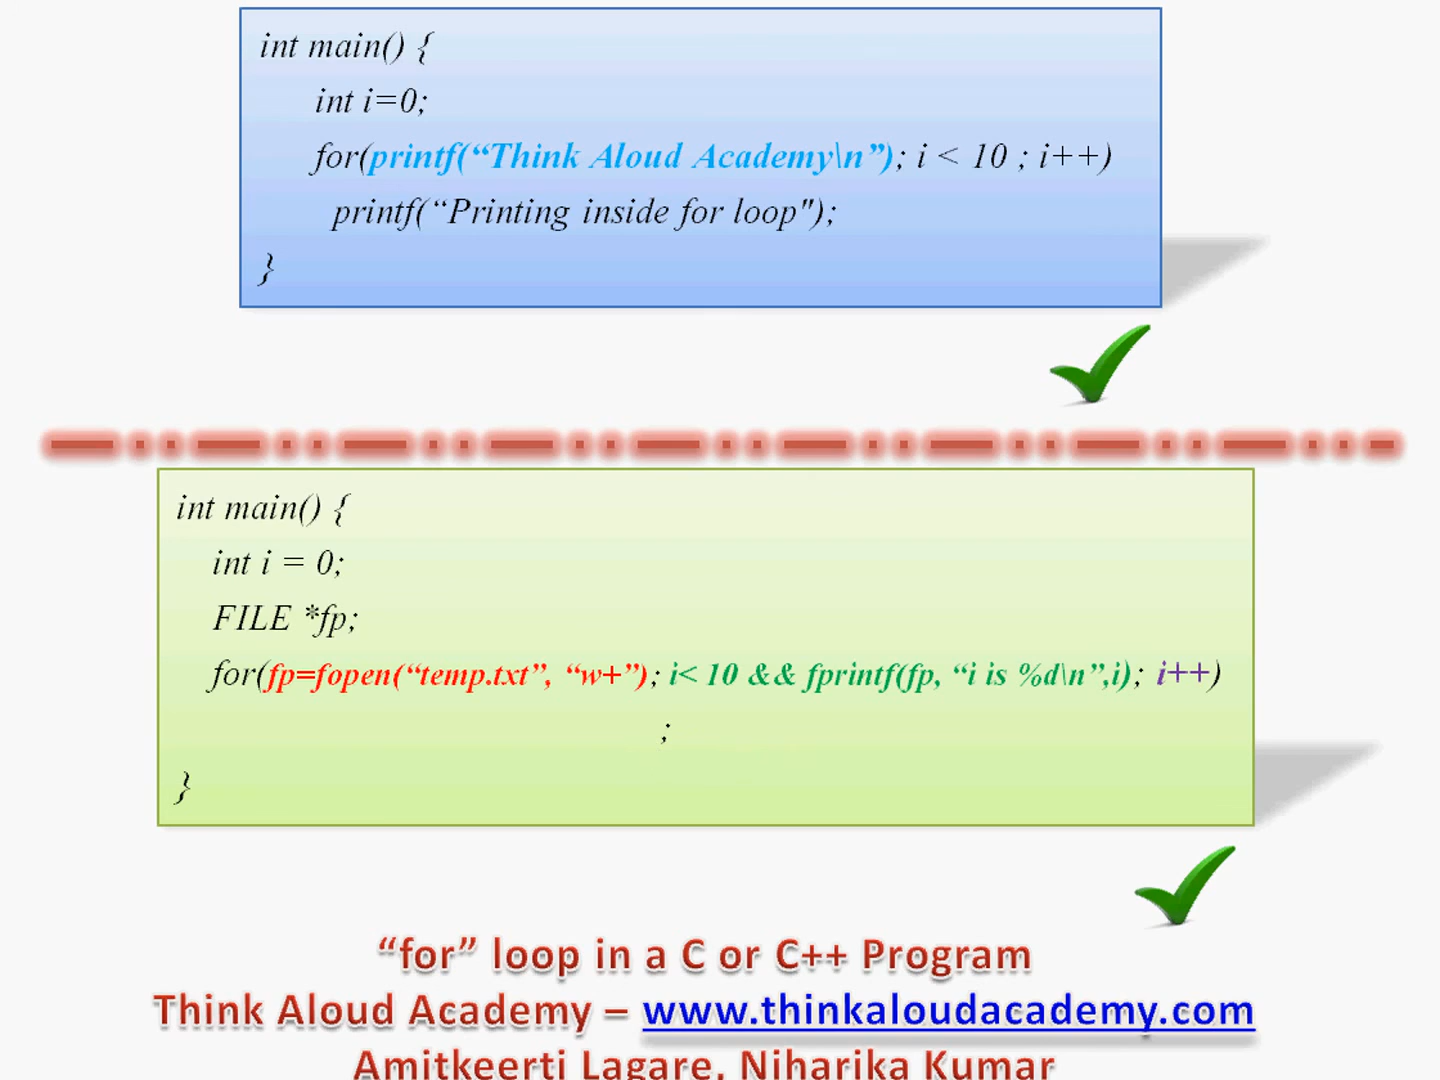 int main() {
int i=0;
for(printf(“Think Aloud Academy\n”); i < 10 ; i++)
printf(“Printing inside for loop");
}
int main() {
int i = 0;
FILE *fp;
for(fp=fopen(“temp.txt”, “w+”); i< 10 && fprintf(fp, “i is %d\n”,i); i++)
;
}
“for” loop in a C or C++ Program
Think Aloud Academy – www.thinkaloudacademy.com
Amitkeerti Lagare, Niharika Kumar